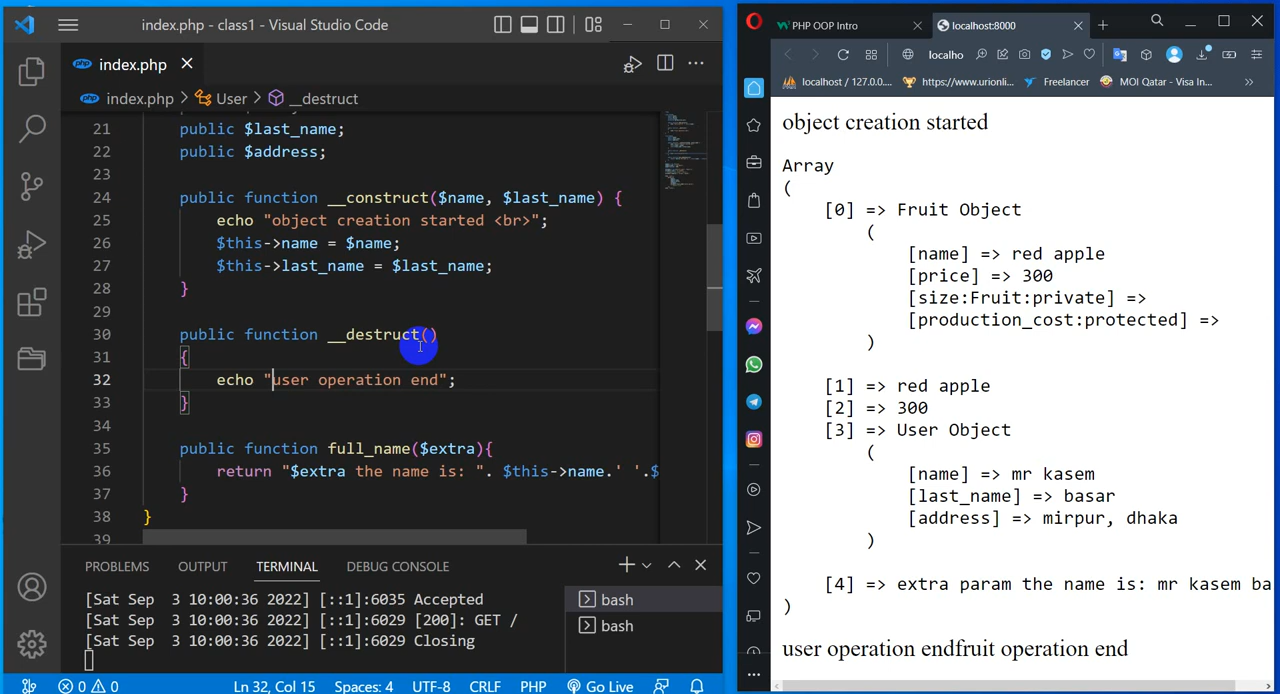 index.php - class1 - Visual Studio Code
index.php
index.php > User > __destruct
21 public $last_name;
22 public $address;
23
24 public function __construct($name, $last_name) {
25 echo "object creation started <br>";
26 $this->name = $name;
27 $this->last_name = $last_name;
28 }
29
30 public function __destruct()
31 {
32 echo "user operation end";
33 }
34
35 public function full_name($extra){
36 return "$extra the name is: ". $this->name.' '.$
37 }
38 }
39
PROBLEMS OUTPUT TERMINAL DEBUG CONSOLE
[Sat Sep 3 10:00:36 2022] [::1]:6035 Accepted
[Sat Sep 3 10:00:36 2022] [::1]:6029 [200]: GET /
[Sat Sep 3 10:00:36 2022] [::1]:6029 Closing
bash
bash
0 0 Ln 32, Col 15 Spaces: 4 UTF-8 CRLF PHP Go Live
PHP OOP Intro
localhost:8000
localho
localhost / 127.0.0.... https://www.urionli... Freelancer MOI Qatar - Visa In... »
object creation started
Array
(
[0] => Fruit Object
(
[name] => red apple
[price] => 300
[size:Fruit:private] =>
[production_cost:protected] =>
)
[1] => red apple
[2] => 300
[3] => User Object
(
[name] => mr kasem
[last_name] => basar
[address] => mirpur, dhaka
)
[4] => extra param the name is: mr kasem ba
)
user operation endfruit operation end